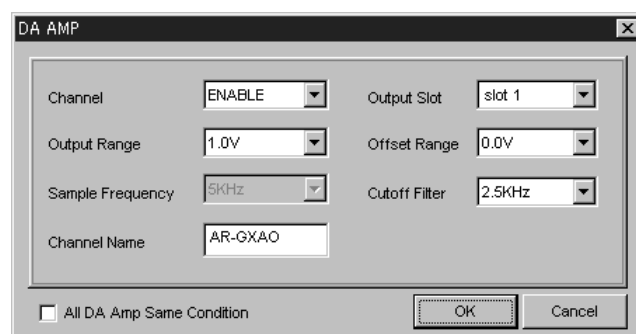 DA AMP
Channel ENABLE Output Slot slot 1
Output Range 1.0V Offset Range 0.0V
Sample Frequency 5KHz Cutoff Filter 2.5KHz
Channel Name AR-GXAO
All DA Amp Same Condition OK Cancel